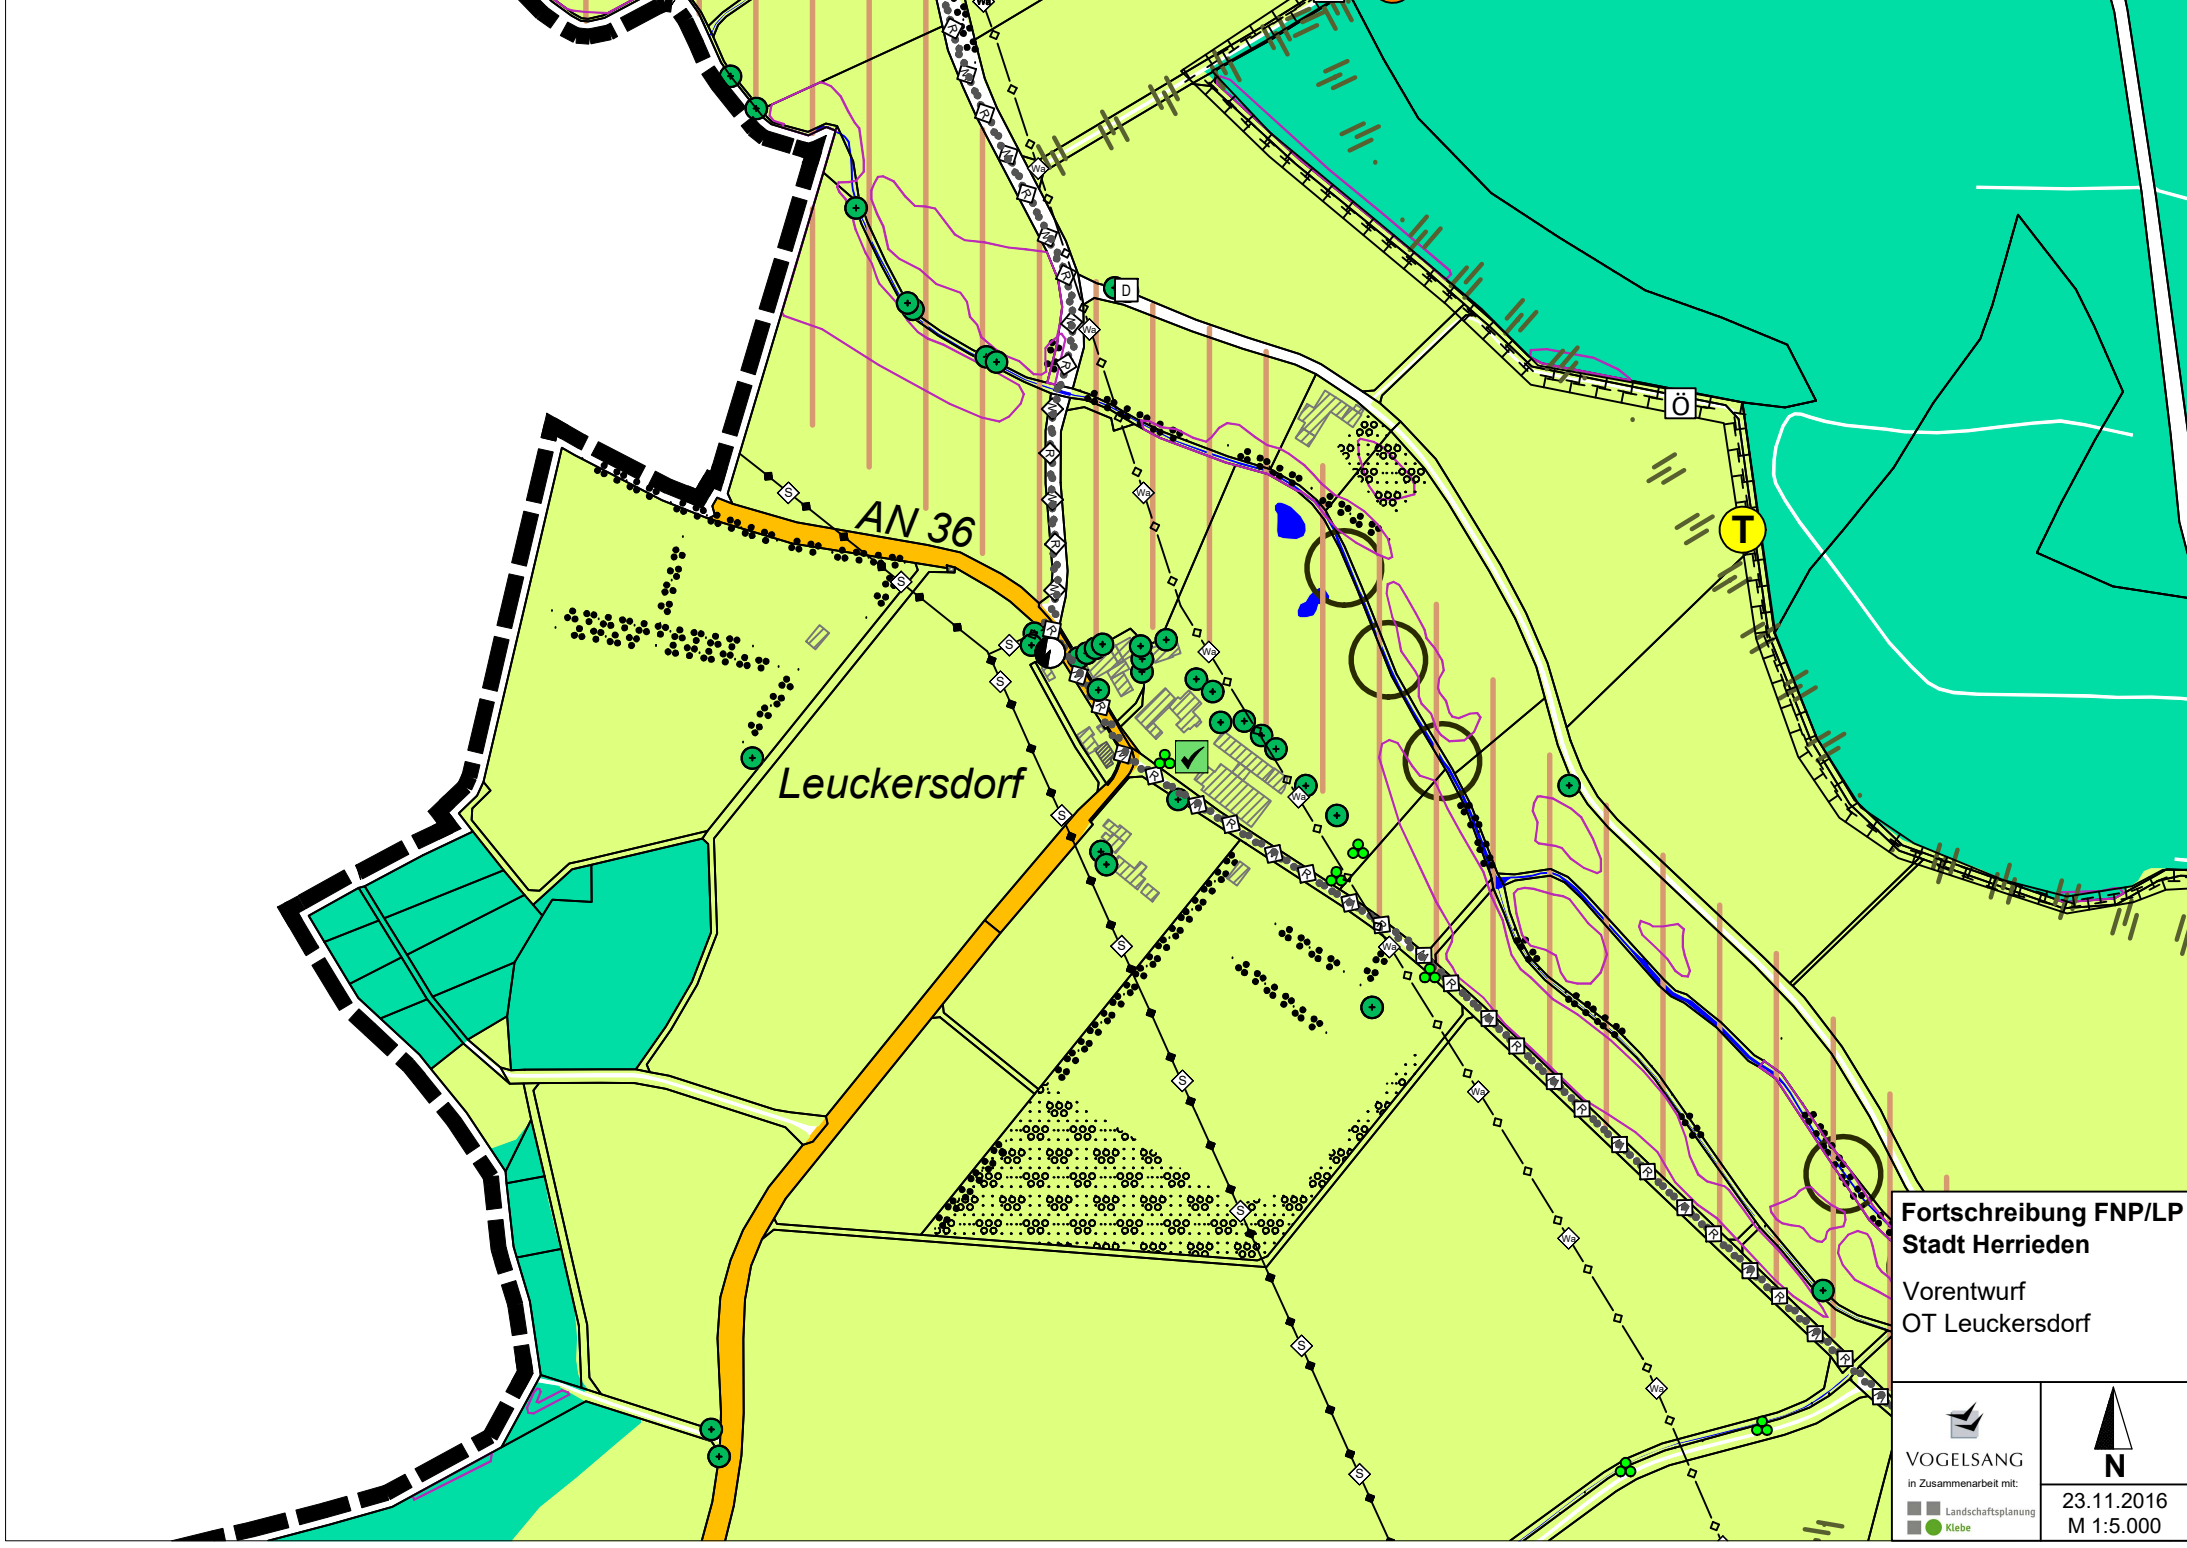 D
Ö
T
AN 36
Leuckersdorf
Fortschreibung FNP/LP
Stadt Herrieden
Vorentwurf
OT Leuckersdorf
VOGELSANG
in Zusammenarbeit mit:
Landschaftsplanung
Klebe
N
23.11.2016
M 1:5.000